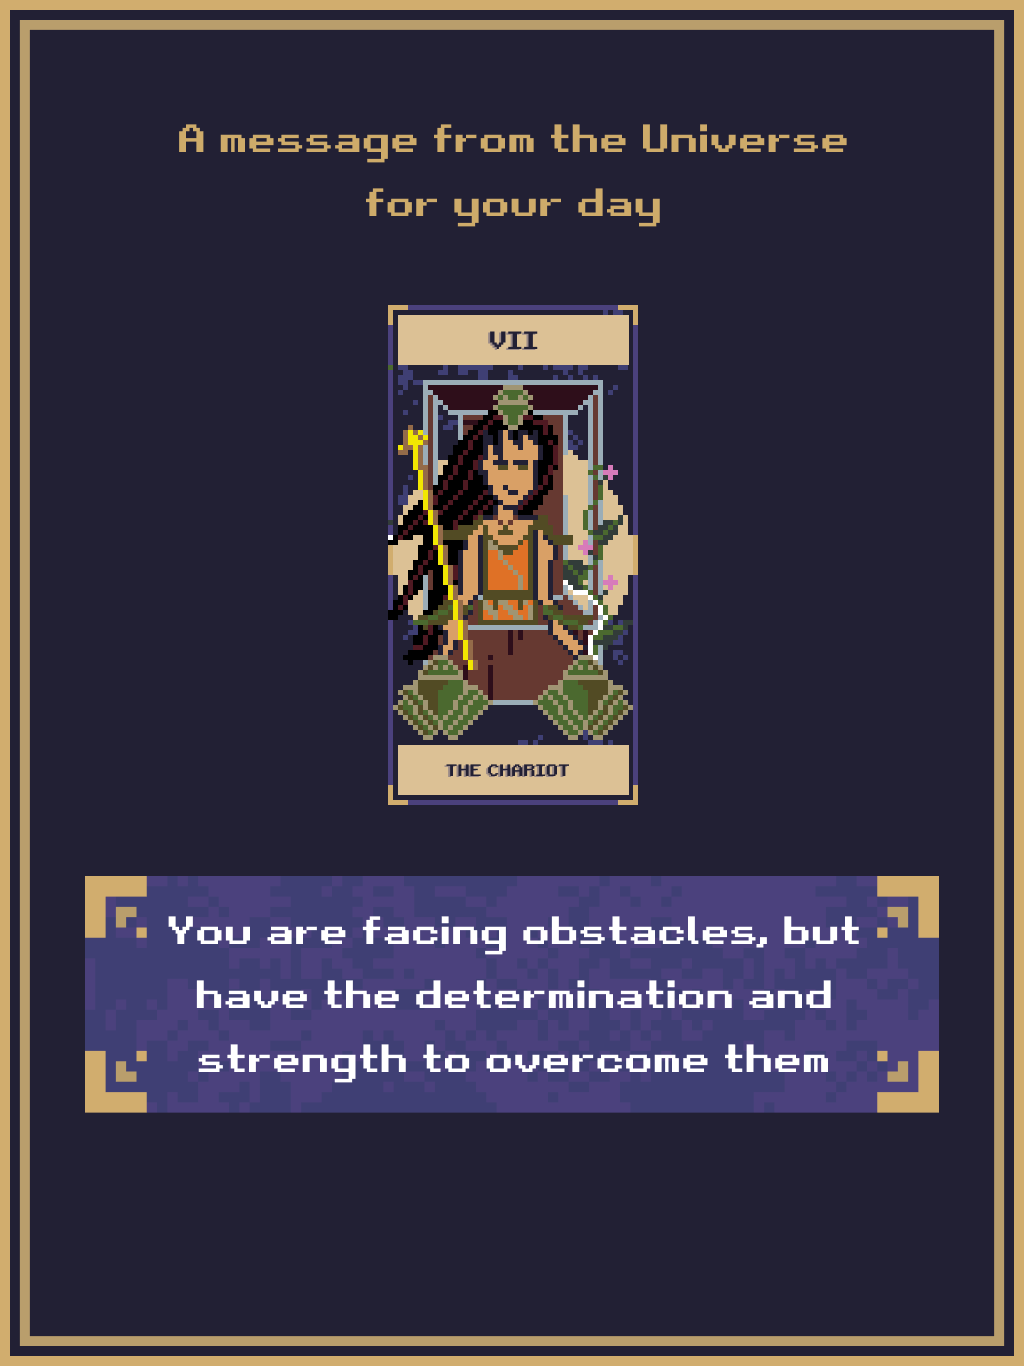 A message from the Universe
for your day
VII
THE CHARIOT
You are facing obstacles, but
have the determination and
strength to overcome them